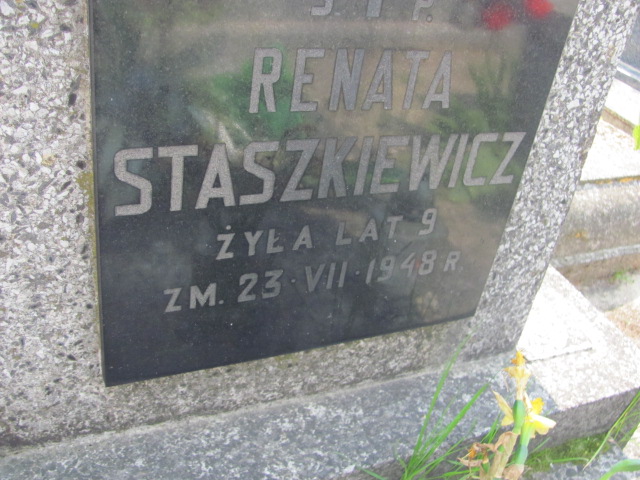 Ś. † P.
RENATA
STASZKIEWICZ
ŻYŁA LAT 9
ZM. 23·VII·1948 R.